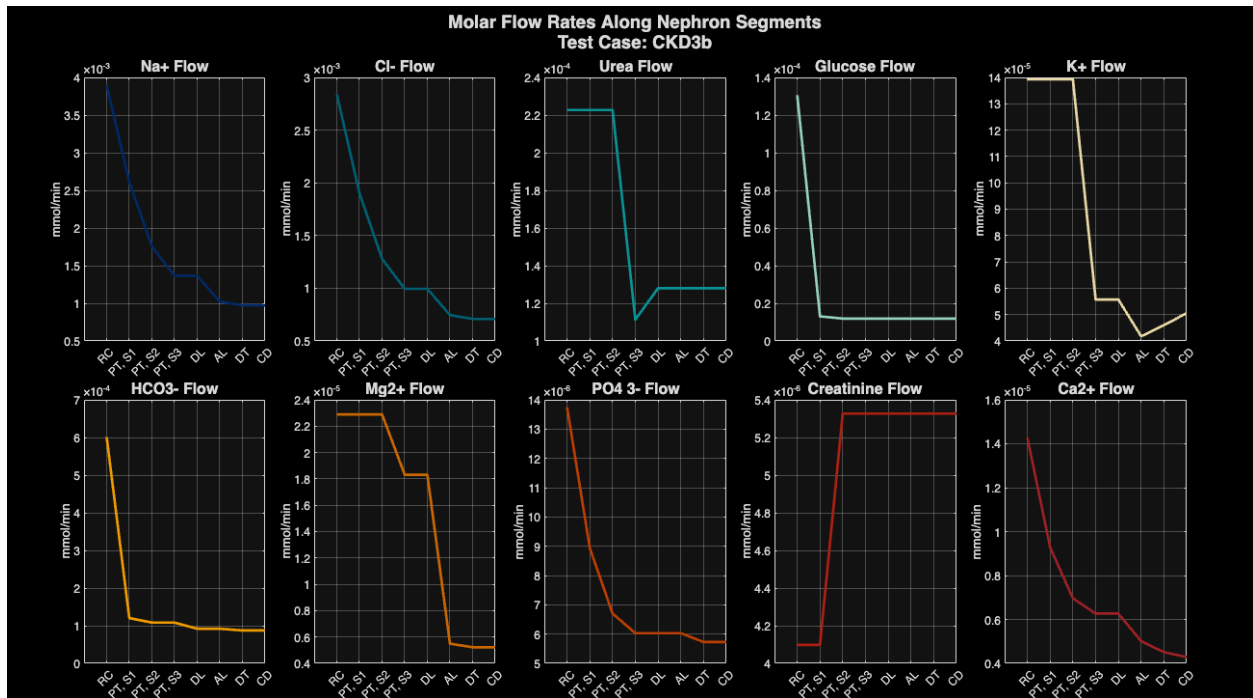 Molar Flow Rates Along Nephron Segments
Test Case: CKD3b
×10⁻³ Na+ Flow
4
3.5
3
2.5
2
1.5
1
0.5
mmol/min
RC PT, S1 PT, S2 PT, S3 DL AL DT CD
×10⁻³ Cl- Flow
3
2.5
2
1.5
1
0.5
mmol/min
RC PT, S1 PT, S2 PT, S3 DL AL DT CD
×10⁻⁴ Urea Flow
2.4
2.2
2
1.8
1.6
1.4
1.2
1
mmol/min
RC PT, S1 PT, S2 PT, S3 DL AL DT CD
×10⁻⁴ Glucose Flow
1.4
1.2
1
0.8
0.6
0.4
0.2
0
mmol/min
RC PT, S1 PT, S2 PT, S3 DL AL DT CD
×10⁻⁵ K+ Flow
14
13
12
11
10
9
8
7
6
5
4
mmol/min
RC PT, S1 PT, S2 PT, S3 DL AL DT CD
×10⁻⁴ HCO3- Flow
7
6
5
4
3
2
1
0
mmol/min
RC PT, S1 PT, S2 PT, S3 DL AL DT CD
×10⁻⁵ Mg2+ Flow
2.4
2.2
2
1.8
1.6
1.4
1.2
1
0.8
0.6
0.4
mmol/min
RC PT, S1 PT, S2 PT, S3 DL AL DT CD
×10⁻⁶ PO4 3- Flow
14
13
12
11
10
9
8
7
6
5
mmol/min
RC PT, S1 PT, S2 PT, S3 DL AL DT CD
×10⁻⁶ Creatinine Flow
5.4
5.2
5
4.8
4.6
4.4
4.2
4
mmol/min
RC PT, S1 PT, S2 PT, S3 DL AL DT CD
×10⁻⁵ Ca2+ Flow
1.6
1.4
1.2
1
0.8
0.6
0.4
mmol/min
RC PT, S1 PT, S2 PT, S3 DL AL DT CD